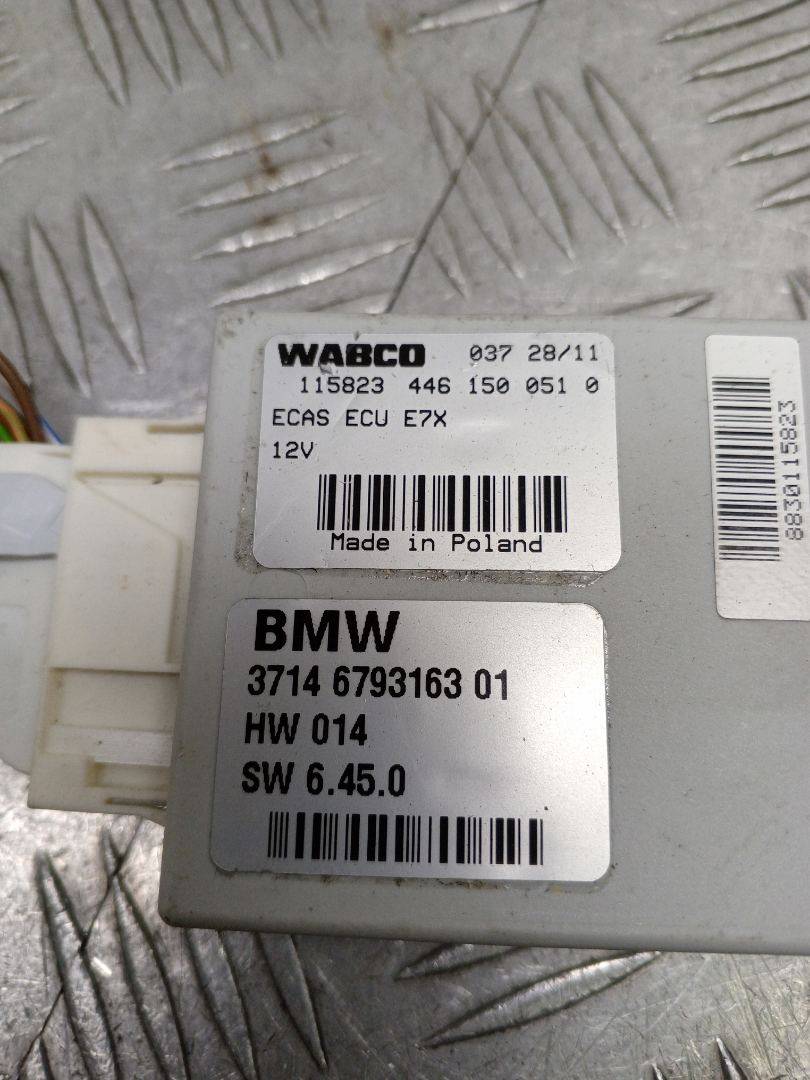 WABCO 037 28/11
115823 446 150 051 0
ECAS ECU E7X
12V
Made in Poland
BMW
3714 6793163 01
HW 014
SW 6.45.0
8830115823